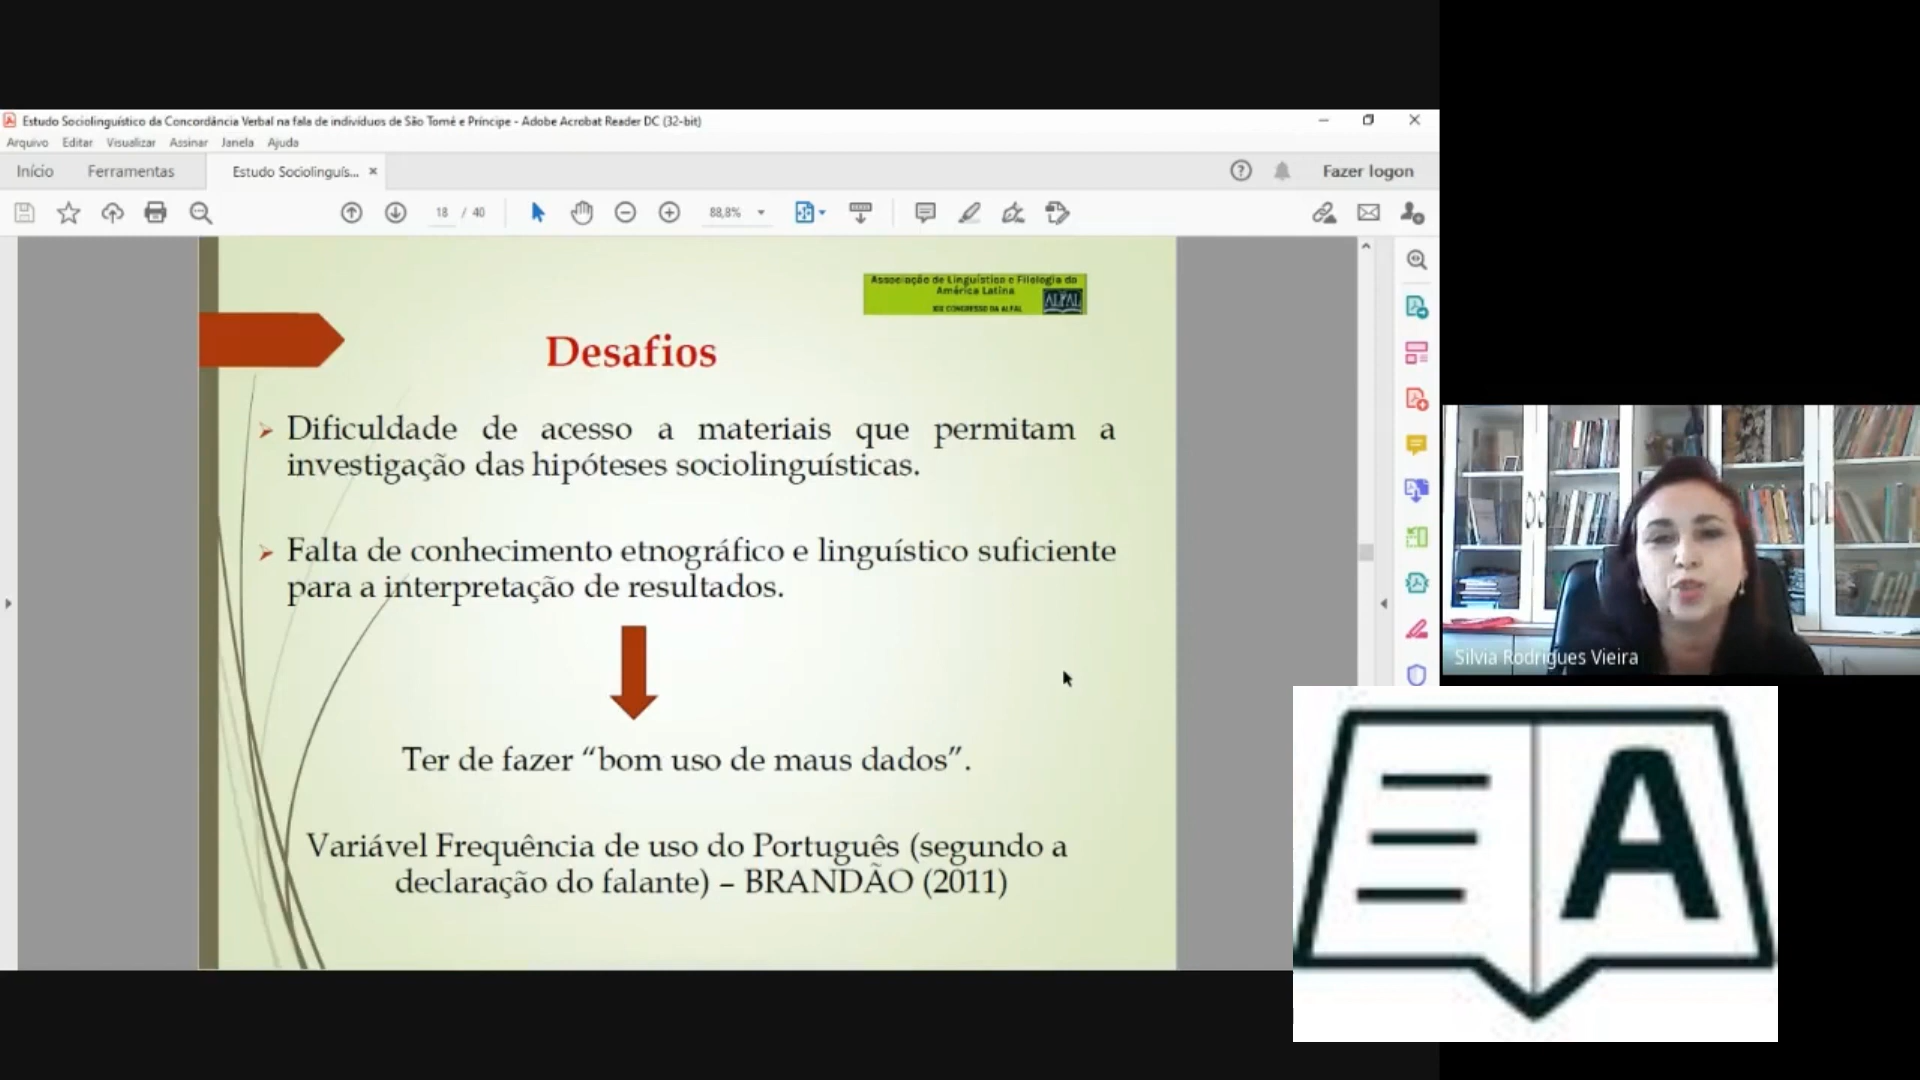 Estudo Sociolinguístico da Concordância Verbal na fala de indivíduos de São Tomé e Príncipe - Adobe Acrobat Reader DC (32-bit)
Arquivo Editar Visualizar Assinar Janela Ajuda
Início Ferramentas Estudo Sociolinguís... × Fazer logon
18 / 40 88,8%
Associação de Linguística e Filologia da
América Latina
XIX CONGRESSO DA ALFAL
ALFAL
Desafios
Dificuldade de acesso a materiais que permitam a
investigação das hipóteses sociolinguísticas.
Falta de conhecimento etnográfico e linguístico suficiente
para a interpretação de resultados.
Ter de fazer “bom uso de maus dados”.
Variável Frequência de uso do Português (segundo a
declaração do falante) – BRANDÃO (2011)
Silvia Rodrigues Vieira
A